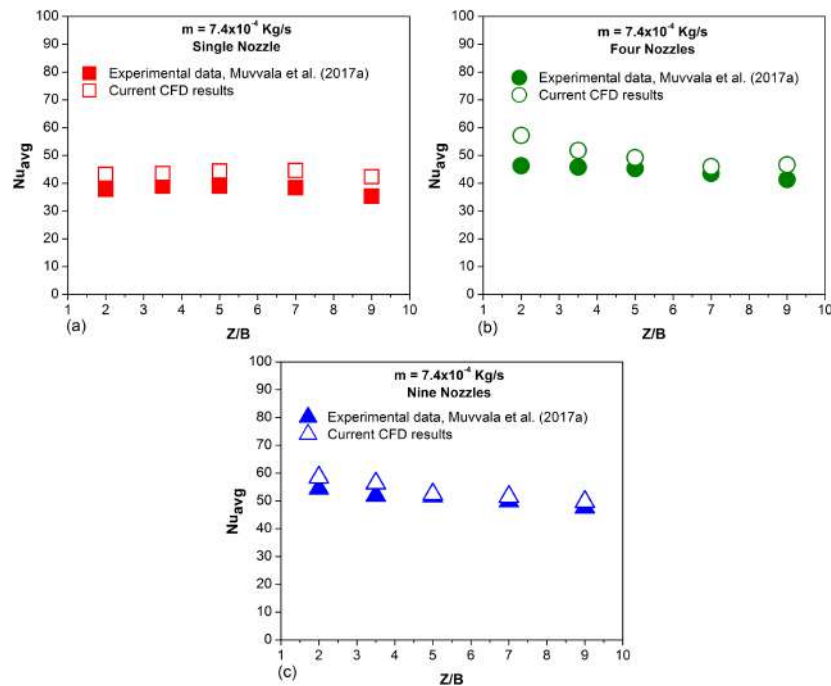 m = 7.4x10⁻⁴ Kg/s
Single Nozzle
Experimental data, Muvvala et al. (2017a)
Current CFD results
100
90
80
70
60
50
40
30
20
10
0
Nuavg
1 2 3 4 5 6 7 8 9 10
(a)
Z/B
m = 7.4x10⁻⁴ Kg/s
Four Nozzles
Experimental data, Muvvala et al. (2017a)
Current CFD results
100
90
80
70
60
50
40
30
20
10
0
Nuavg
1 2 3 4 5 6 7 8 9 10
(b)
Z/B
m = 7.4x10⁻⁴ Kg/s
Nine Nozzles
Experimental data, Muvvala et al. (2017a)
Current CFD results
100
90
80
70
60
50
40
30
20
10
0
Nuavg
1 2 3 4 5 6 7 8 9 10
(c)
Z/B